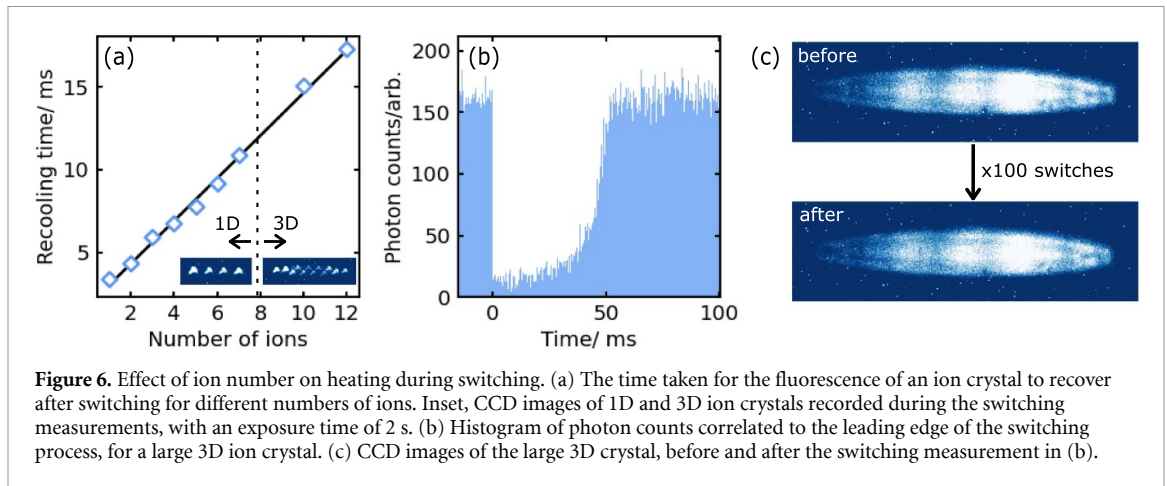 (a)
Recooling time/ ms
15
10
5
1D 3D
2 4 6 8 10 12
Number of ions
(b)
Photon counts/arb.
200
150
100
50
0
0 50 100
Time/ ms
(c)
before
x100 switches
after
Figure 6. Effect of ion number on heating during switching. (a) The time taken for the fluorescence of an ion crystal to recover
after switching for different numbers of ions. Inset, CCD images of 1D and 3D ion crystals recorded during the switching
measurements, with an exposure time of 2 s. (b) Histogram of photon counts correlated to the leading edge of the switching
process, for a large 3D ion crystal. (c) CCD images of the large 3D crystal, before and after the switching measurement in (b).